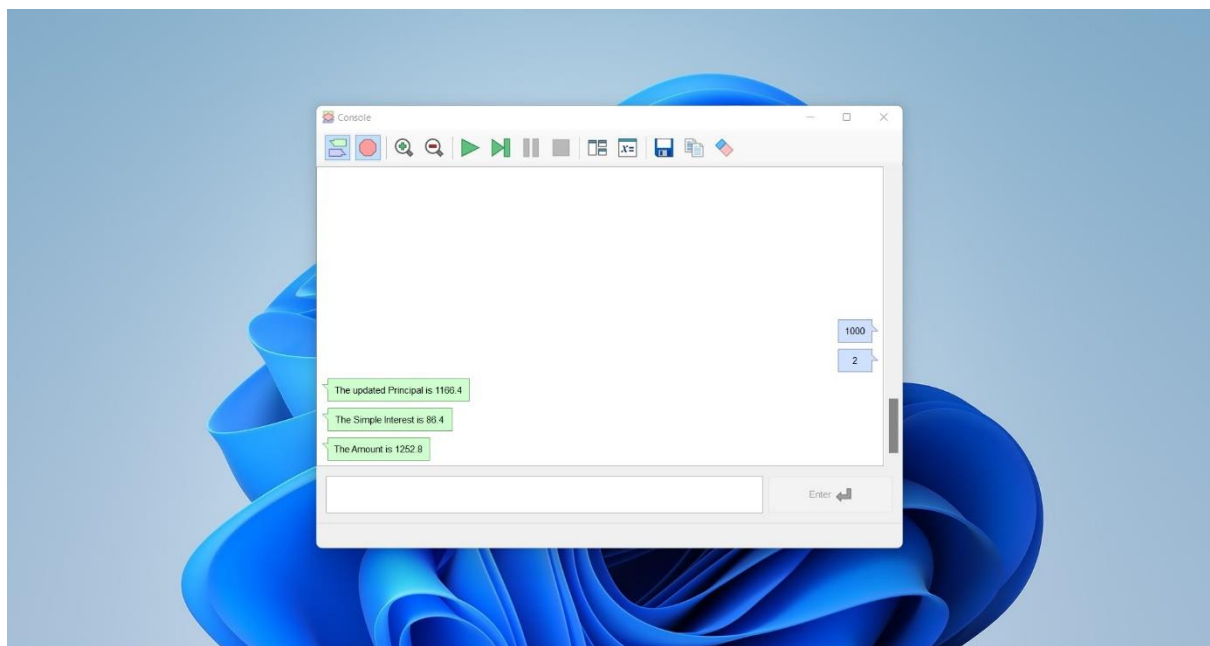 Console
x=
1000
2
The updated Principal is 1166.4
The Simple Interest is 86.4
The Amount is 1252.8
Enter